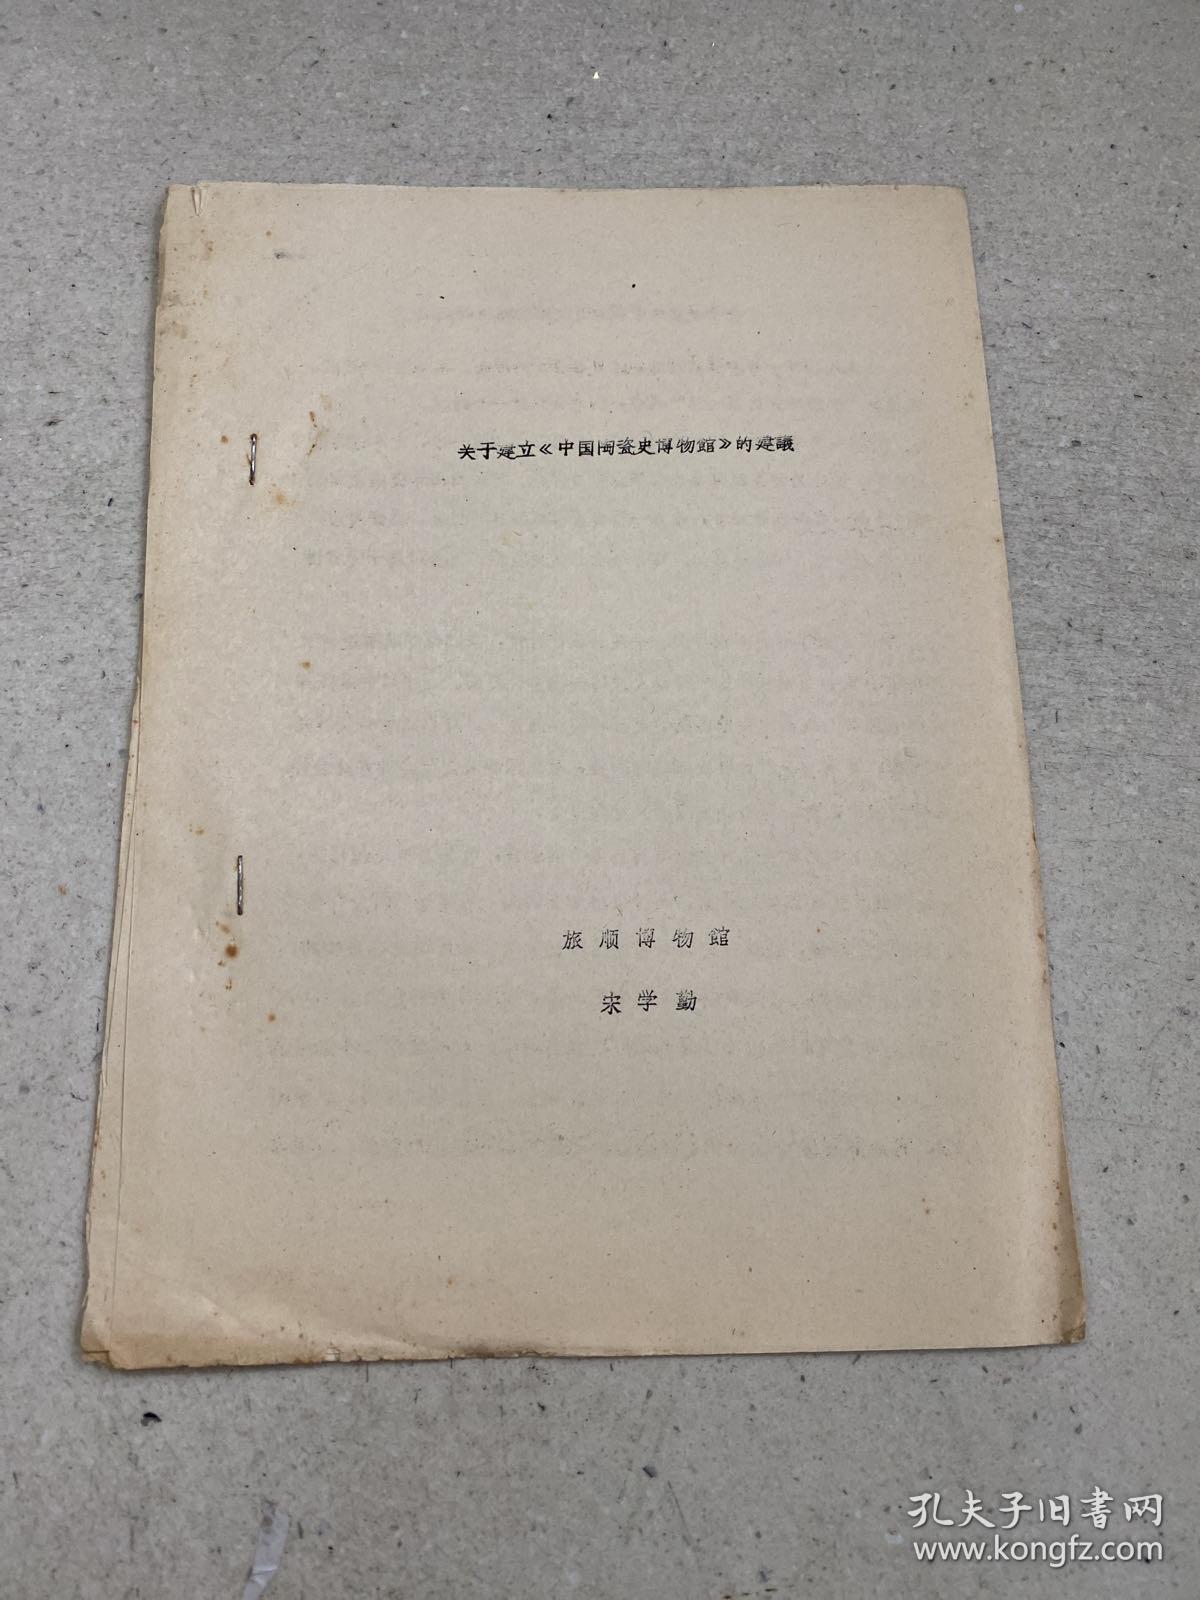 关于建立《中国陶瓷史博物館》的建議
旅顺博物館
宋学勤
孔夫子旧书网
www.kongfz.com